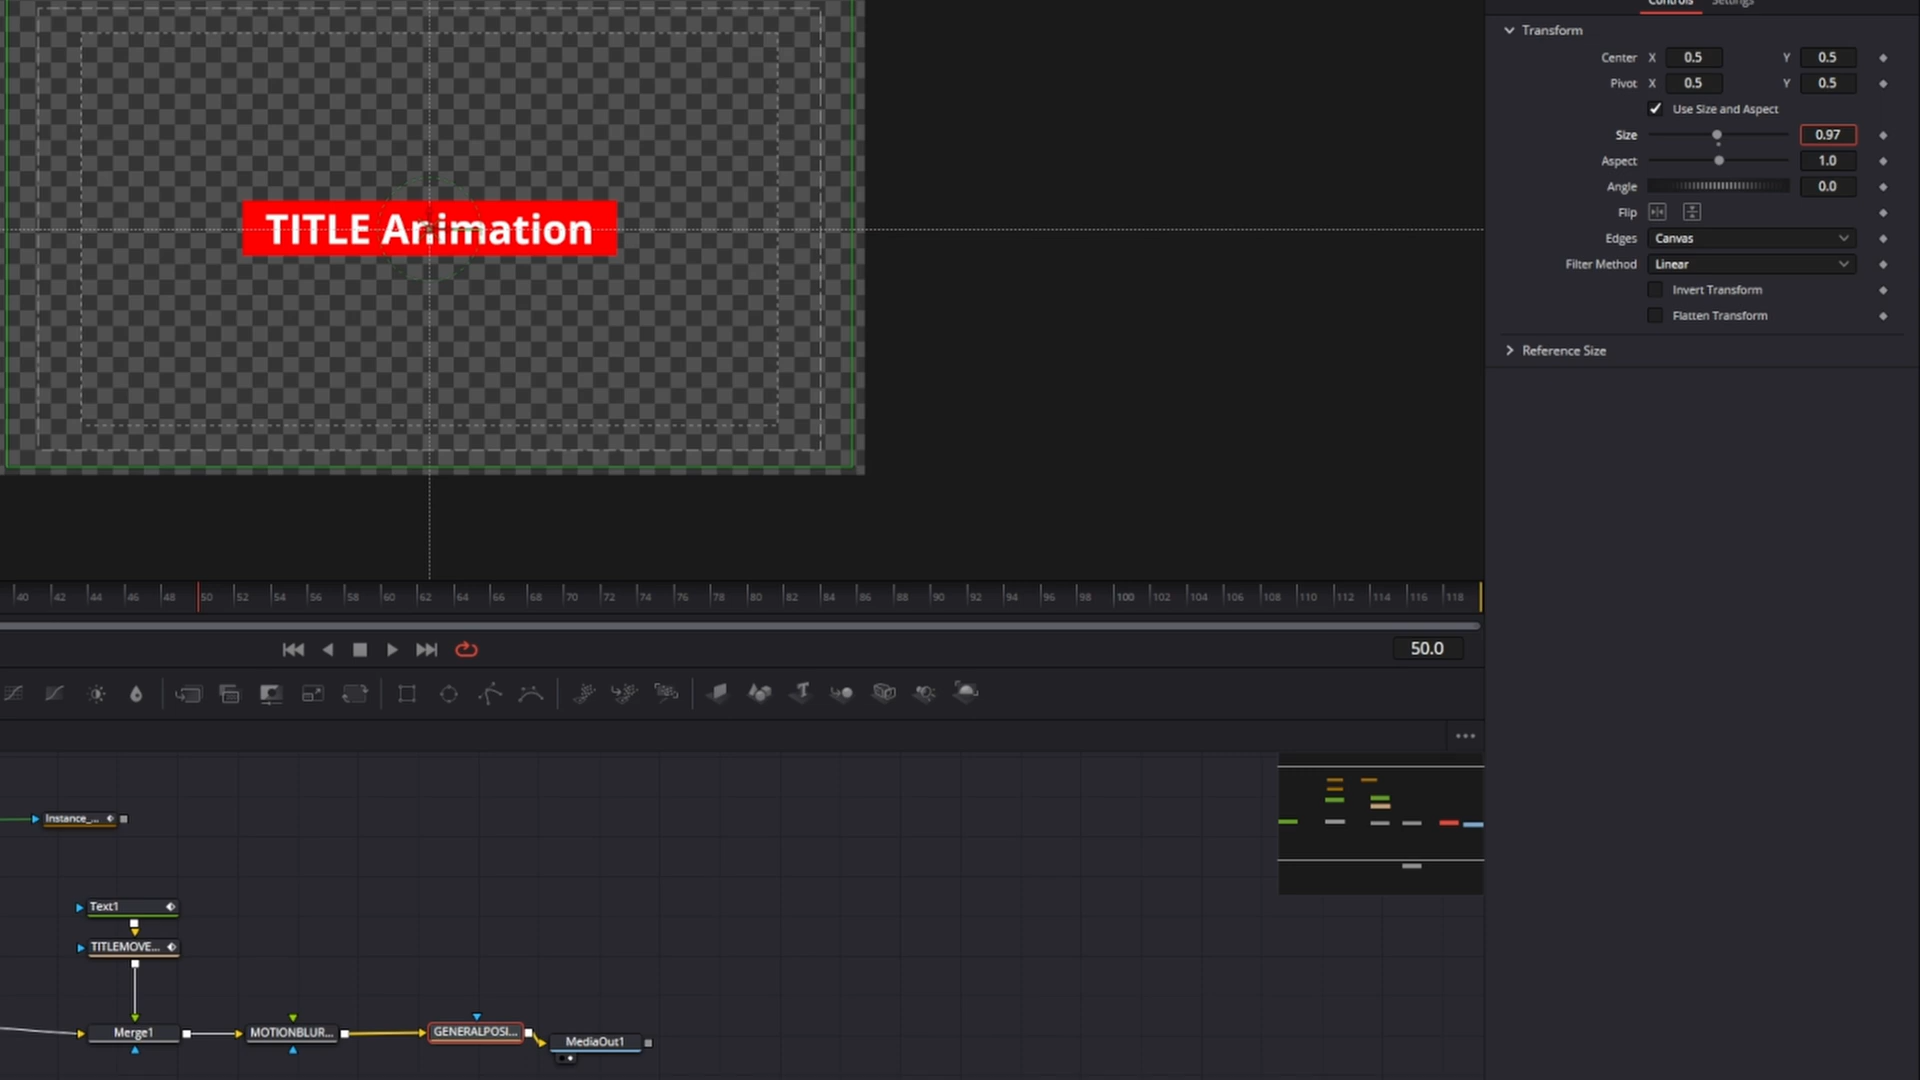 Controls Settings
Transform
Center X 0.5 Y 0.5
Pivot X 0.5 Y 0.5
Use Size and Aspect
Size 0.97
Aspect 1.0
Angle 0.0
Flip
Edges Canvas
Filter Method Linear
Invert Transform
Flatten Transform
Reference Size
TITLE Animation
40 42 44 46 48 50 52 54 56 58 60 62 64 66 68 70 72 74 76 78 80 82 84 86 88 90 92 94 96 98 100 102 104 106 108 110 112 114 116 118
50.0
Instance_...
Text1
TITLEMOVE...
Merge1
MOTIONBLUR...
GENERALPOSI...
MediaOut1